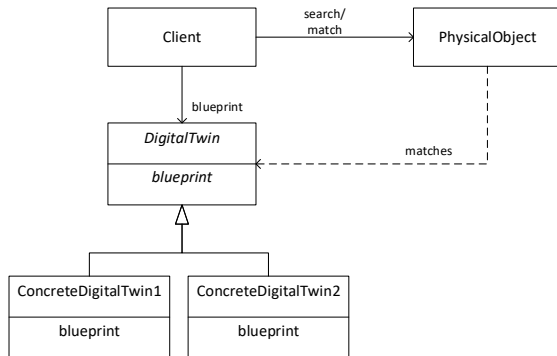 Client
search/
match
PhysicalObject
blueprint
DigitalTwin
blueprint
matches
ConcreteDigitalTwin1
blueprint
ConcreteDigitalTwin2
blueprint